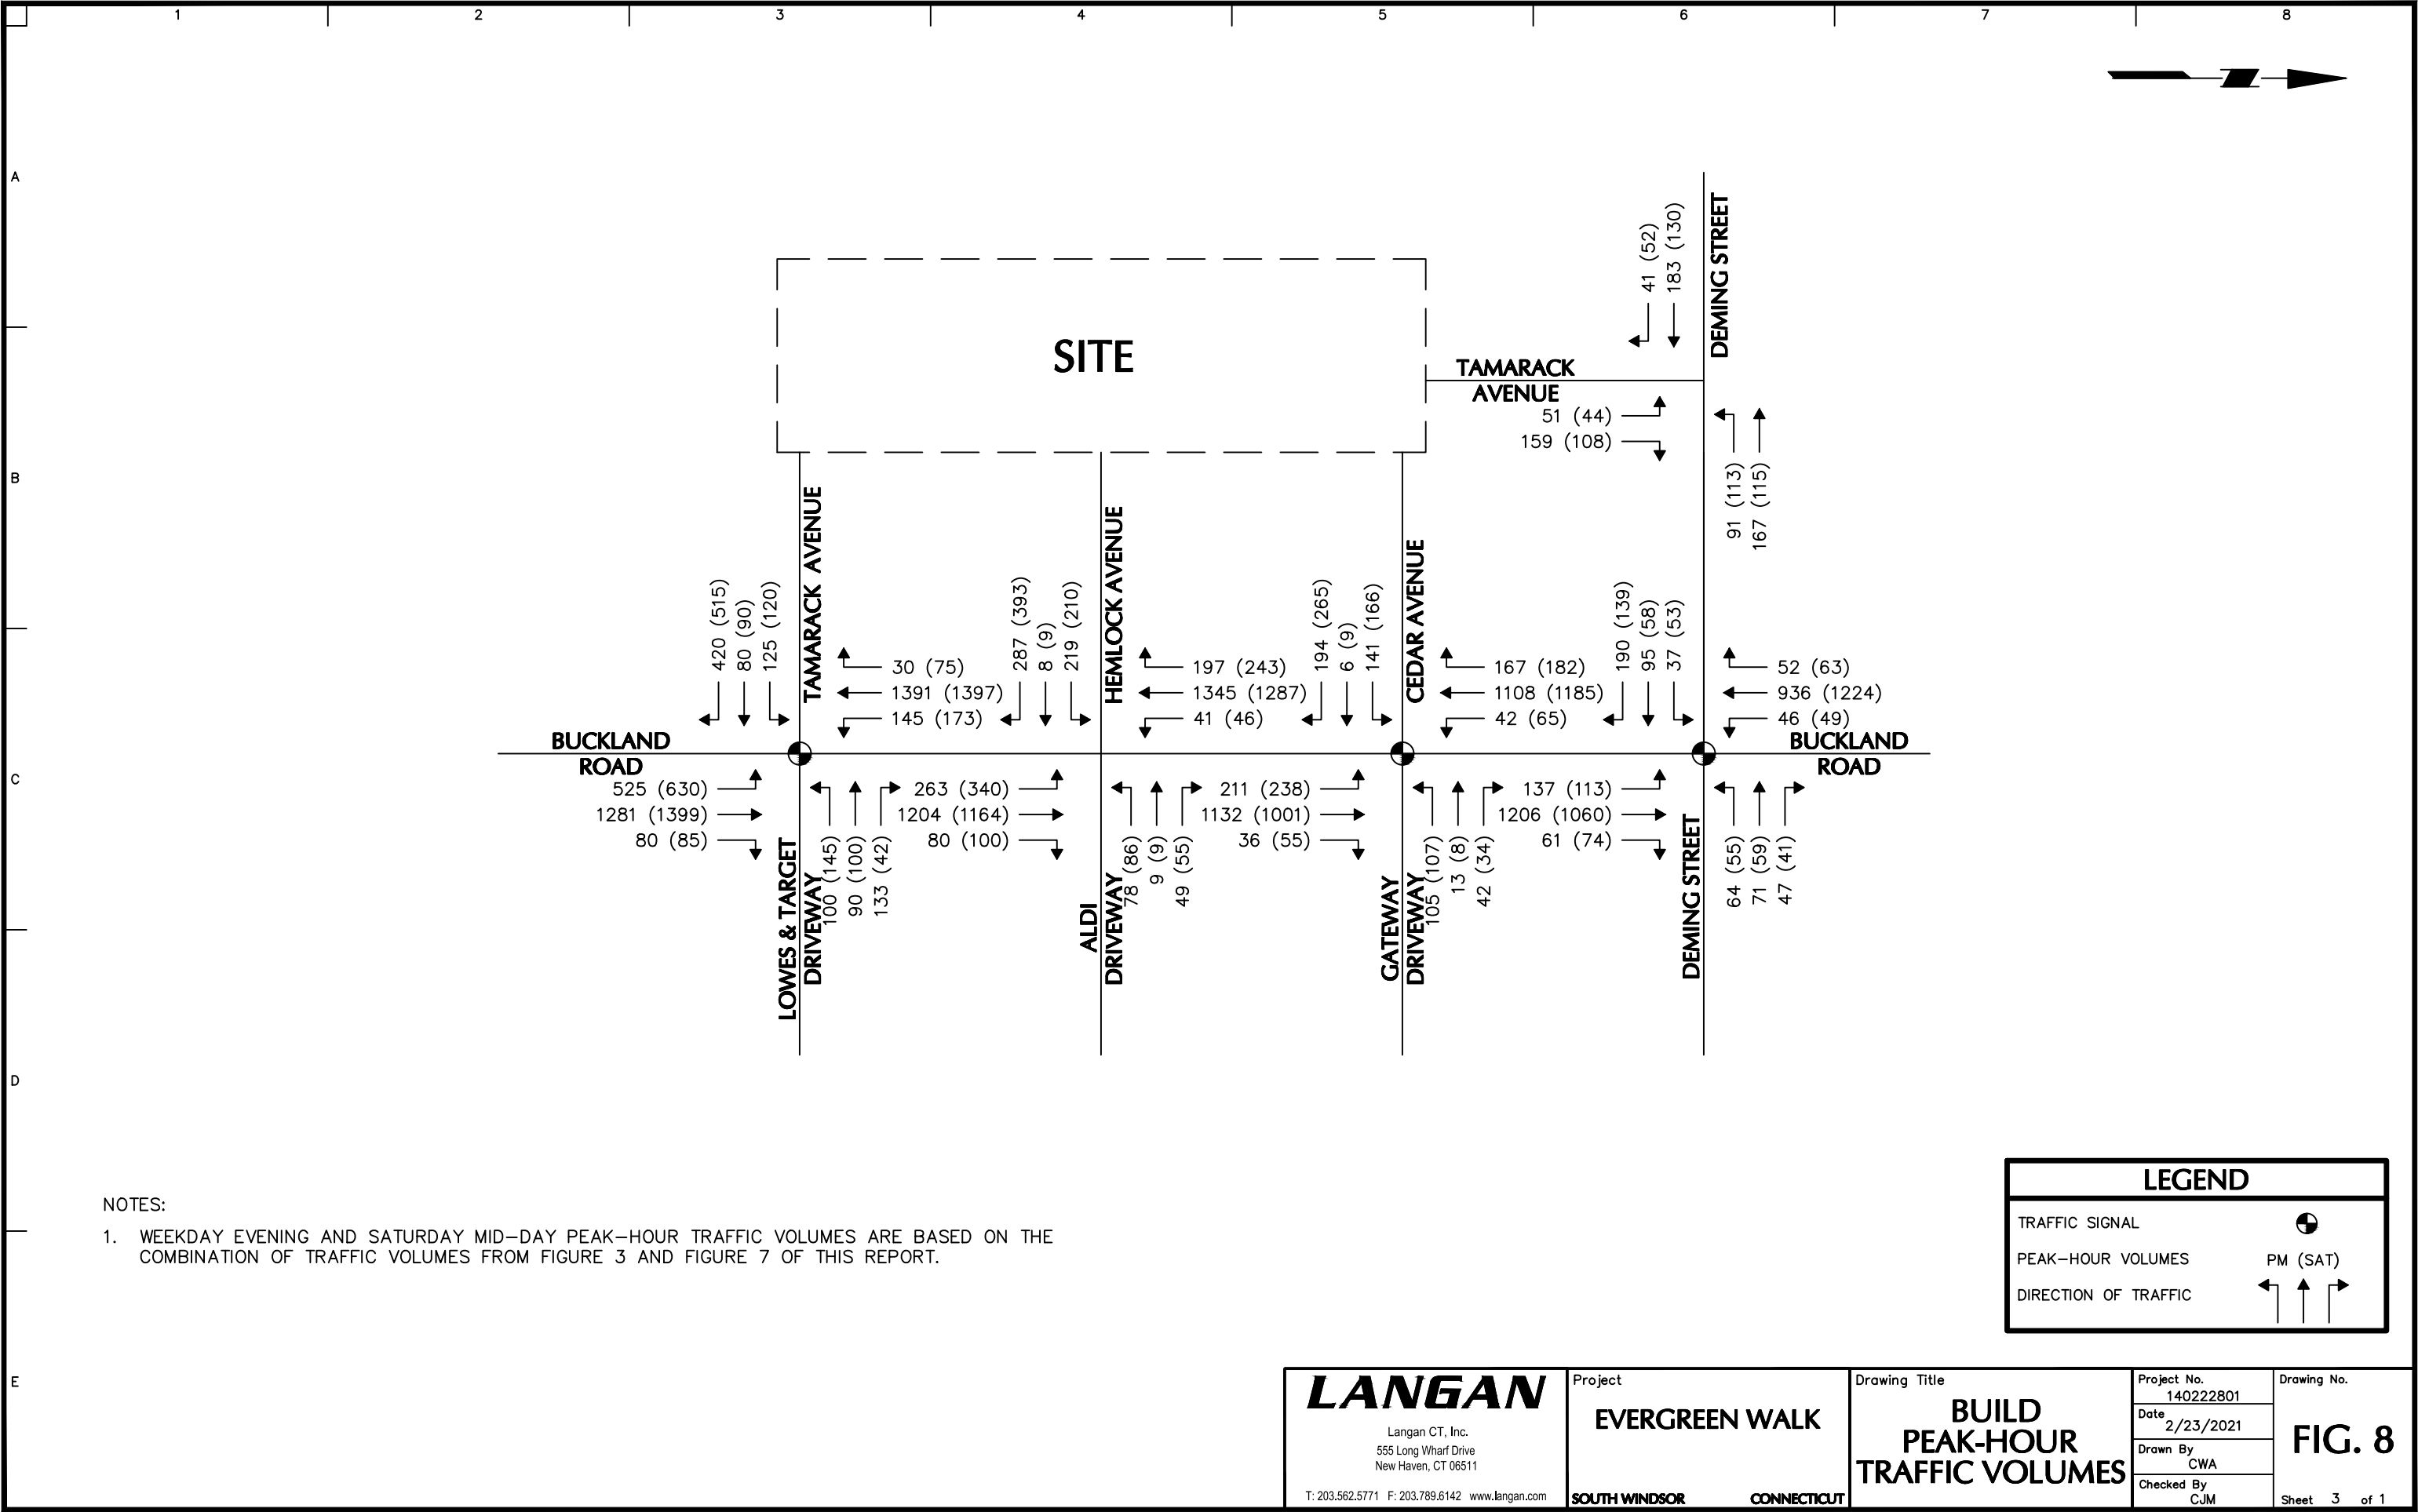 1 2 3 4 5 6 7 8
A
B
C
D
E
SITE
TAMARACK
AVENUE
51 (44)
159 (108)
41 (52)
183 (130)
DEMING STREET
91 (113)
167 (115)
420 (515)
80 (90)
125 (120)
TAMARACK AVENUE
30 (75)
1391 (1397)
145 (173)
287 (393)
8 (9)
219 (210)
HEMLOCK AVENUE
197 (243)
1345 (1287)
41 (46)
194 (265)
6 (9)
141 (166)
CEDAR AVENUE
167 (182)
1108 (1185)
42 (65)
190 (139)
95 (58)
37 (53)
52 (63)
936 (1224)
46 (49)
BUCKLAND
ROAD
BUCKLAND
ROAD
525 (630)
1281 (1399)
80 (85)
LOWES & TARGET
DRIVEWAY
100 (145)
90 (100)
133 (42)
263 (340)
1204 (1164)
80 (100)
ALDI
DRIVEWAY
78 (86)
9 (9)
49 (55)
211 (238)
1132 (1001)
36 (55)
GATEWAY
DRIVEWAY
105 (107)
13 (8)
42 (34)
137 (113)
1206 (1060)
61 (74)
DEMING STREET
64 (55)
71 (59)
47 (41)
NOTES:
1. WEEKDAY EVENING AND SATURDAY MID-DAY PEAK-HOUR TRAFFIC VOLUMES ARE BASED ON THE
COMBINATION OF TRAFFIC VOLUMES FROM FIGURE 3 AND FIGURE 7 OF THIS REPORT.
LEGEND
TRAFFIC SIGNAL
PEAK-HOUR VOLUMES PM (SAT)
DIRECTION OF TRAFFIC
LANGAN
Langan CT, Inc.
555 Long Wharf Drive
New Haven, CT 06511
T: 203.562.5771 F: 203.789.6142 www.langan.com
Project
EVERGREEN WALK
SOUTH WINDSOR CONNECTICUT
Drawing Title
BUILD
PEAK-HOUR
TRAFFIC VOLUMES
Project No.
140222801
Date
2/23/2021
Drawn By
CWA
Checked By
CJM
Drawing No.
FIG. 8
Sheet 3 of 1